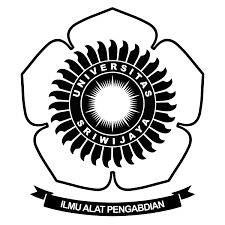 UNIVERSITAS
SRIWIJAYA
ILMU ALAT PENGABDIAN